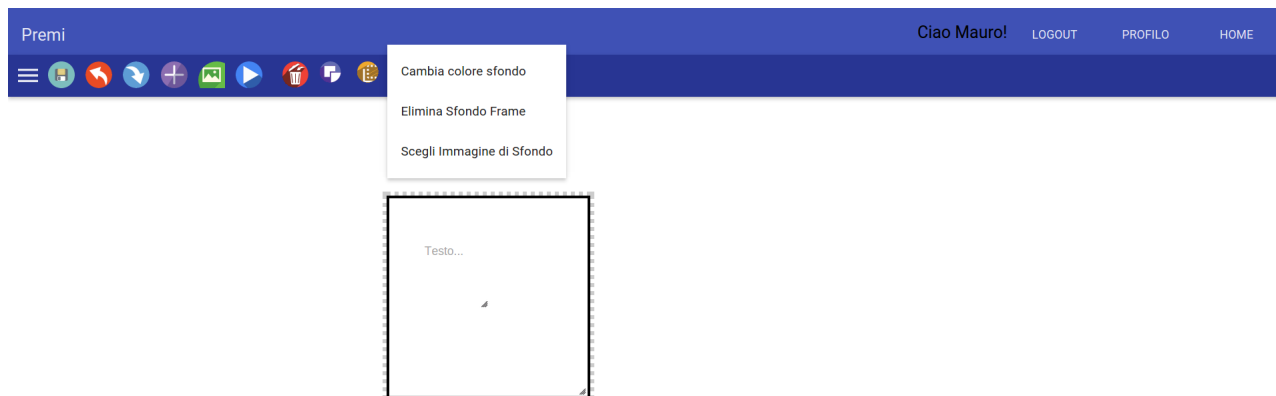 Premi
Ciao Mauro! LOGOUT PROFILO HOME
Cambia colore sfondo
Elimina Sfondo Frame
Scegli Immagine di Sfondo
Testo...